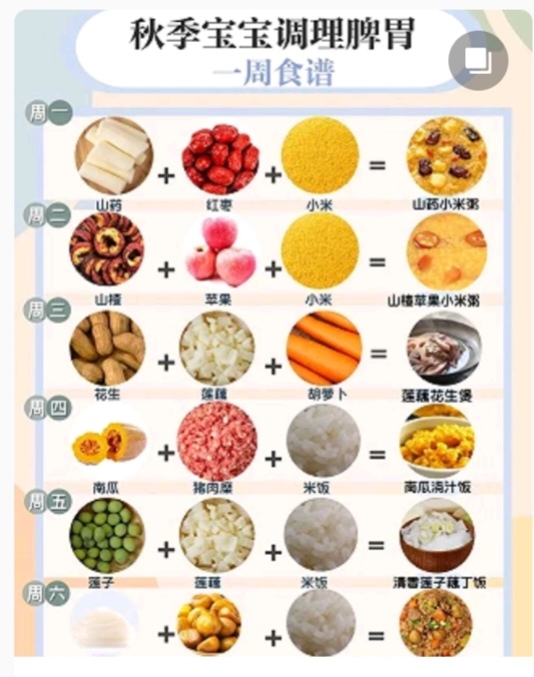 秋季宝宝调理脾胃
一周食谱
周一
+ + =
山药 红枣 小米 山药小米粥
周二
+ + =
山楂 苹果 小米 山楂苹果小米粥
周三
+ + =
花生 莲藕 胡萝卜 莲藕花生煲
周四
+ + =
南瓜 猪肉糜 米饭 南瓜浇汁饭
周五
+ + =
莲子 莲藕 米饭 清香莲子藕丁饭
周六
+ + =